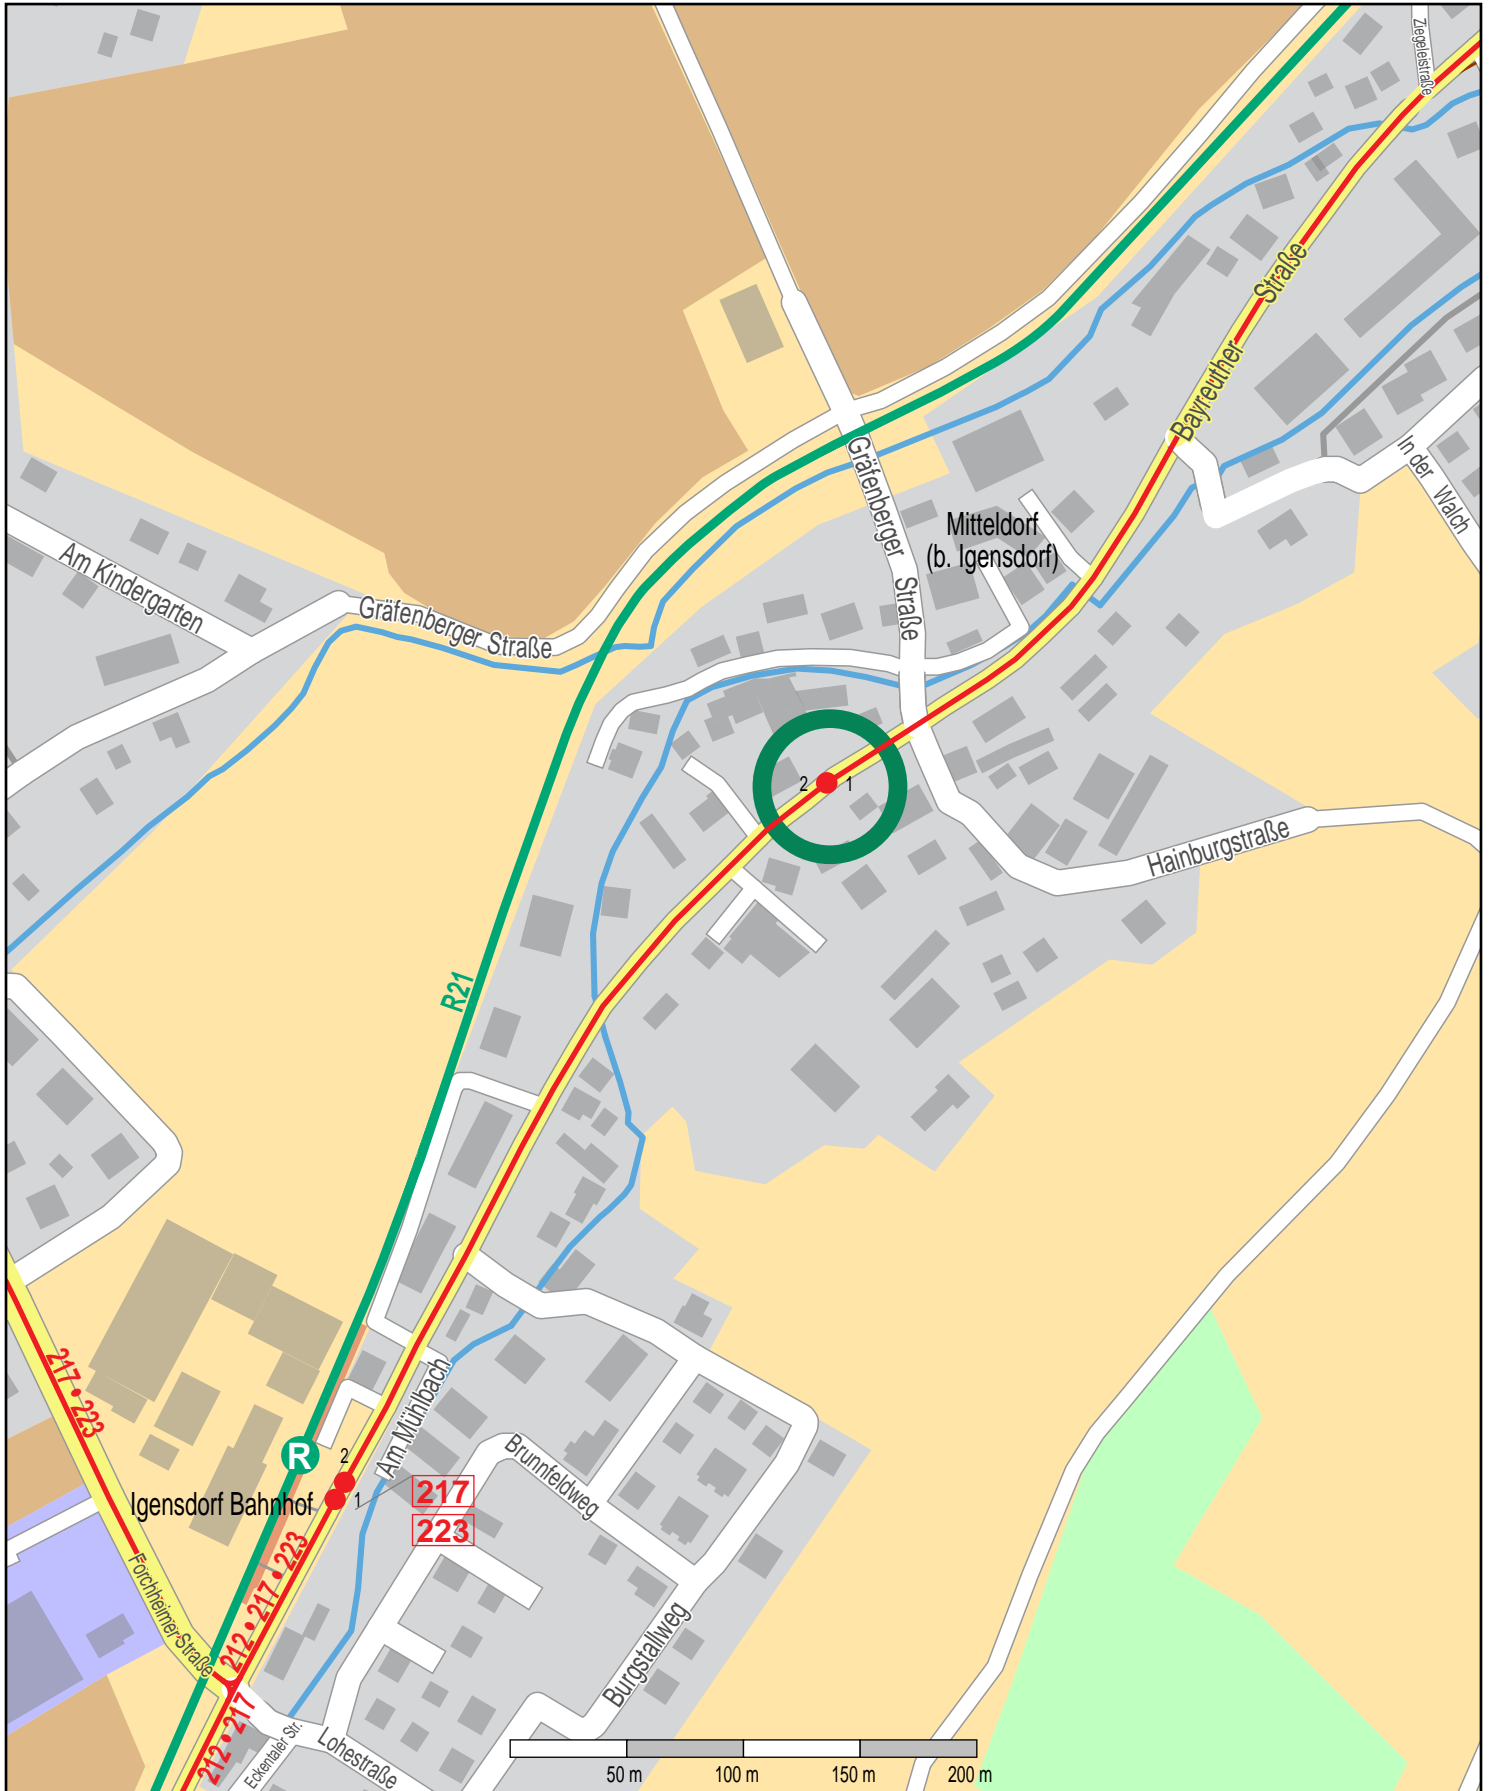 Ziegeleistraße
Bayreuther Straße
Gräfenberger Straße
In der Walch
Mitteldorf
(b. Igensdorf)
Am Kindergarten
Gräfenberger Straße
2 1
Hainburgstraße
R21
217 • 223
Am Mühlbach
R
2
Igensdorf Bahnhof 1
217
223
Brunnfeldweg
Forchheimer Straße
212 • 217 • 223
Burgstallweg
212 • 217
Eckentaler Str.
Lohestraße
50 m 100 m 150 m 200 m